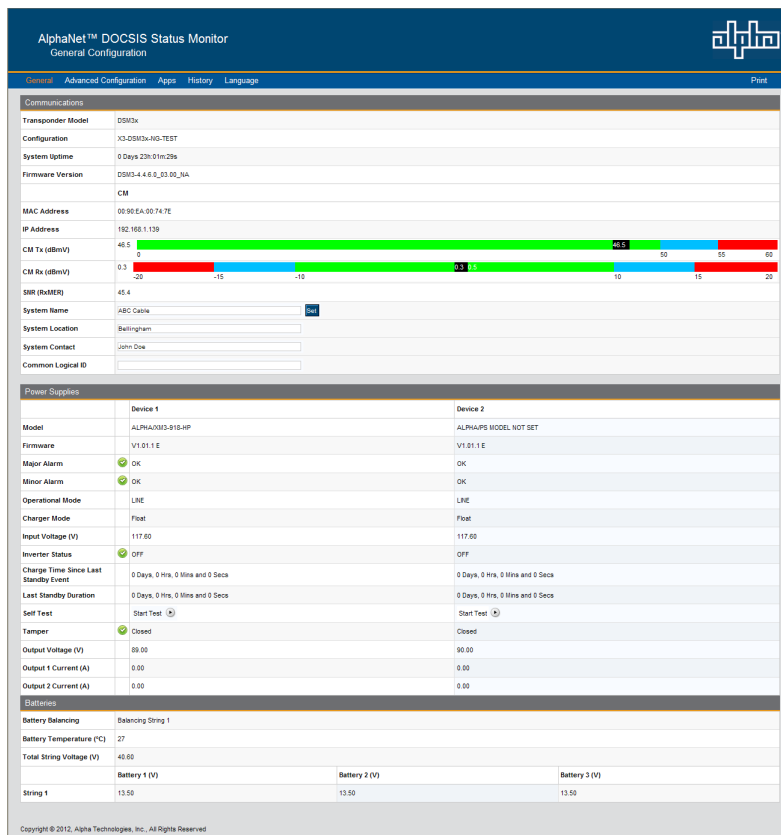 AlphaNet™ DOCSIS Status Monitor
General Configuration
alpha
General Advanced Configuration Apps History Language Print
Communications
Transponder Model DSM3x
Configuration X3-DSM3x-NG-TEST
System Uptime 0 Days 23h:01m:29s
Firmware Version DSM3-4.4.6.0_03.00_NA
CM
MAC Address 00:90:EA:00:74:7E
IP Address 192.168.1.139
CM Tx (dBmV) 46.5 46.5
0 50 55 60
CM Rx (dBmV) 0.3 0.3 0.5
-20 -15 -10 10 15 20
SNR (RxMER) 45.4
System Name ABC Cable Set
System Location Bellingham
System Contact John Doe
Common Logical ID
Power Supplies
Device 1 Device 2
Model ALPHA/XM3-918-HP ALPHA/PS MODEL NOT SET
Firmware V1.01.1 E V1.01.1 E
Major Alarm OK OK
Minor Alarm OK OK
Operational Mode LINE LINE
Charger Mode Float Float
Input Voltage (V) 117.60 117.60
Inverter Status OFF OFF
Charge Time Since Last
Standby Event 0 Days, 0 Hrs, 0 Mins and 0 Secs 0 Days, 0 Hrs, 0 Mins and 0 Secs
Last Standby Duration 0 Days, 0 Hrs, 0 Mins and 0 Secs 0 Days, 0 Hrs, 0 Mins and 0 Secs
Self Test Start Test Start Test
Tamper Closed Closed
Output Voltage (V) 89.00 90.00
Output 1 Current (A) 0.00 0.00
Output 2 Current (A) 0.00 0.00
Batteries
Battery Balancing Balancing String 1
Battery Temperature (ºC) 27
Total String Voltage (V) 40.60
Battery 1 (V) Battery 2 (V) Battery 3 (V)
String 1 13.50 13.50 13.50
Copyright © 2012, Alpha Technologies, Inc., All Rights Reserved